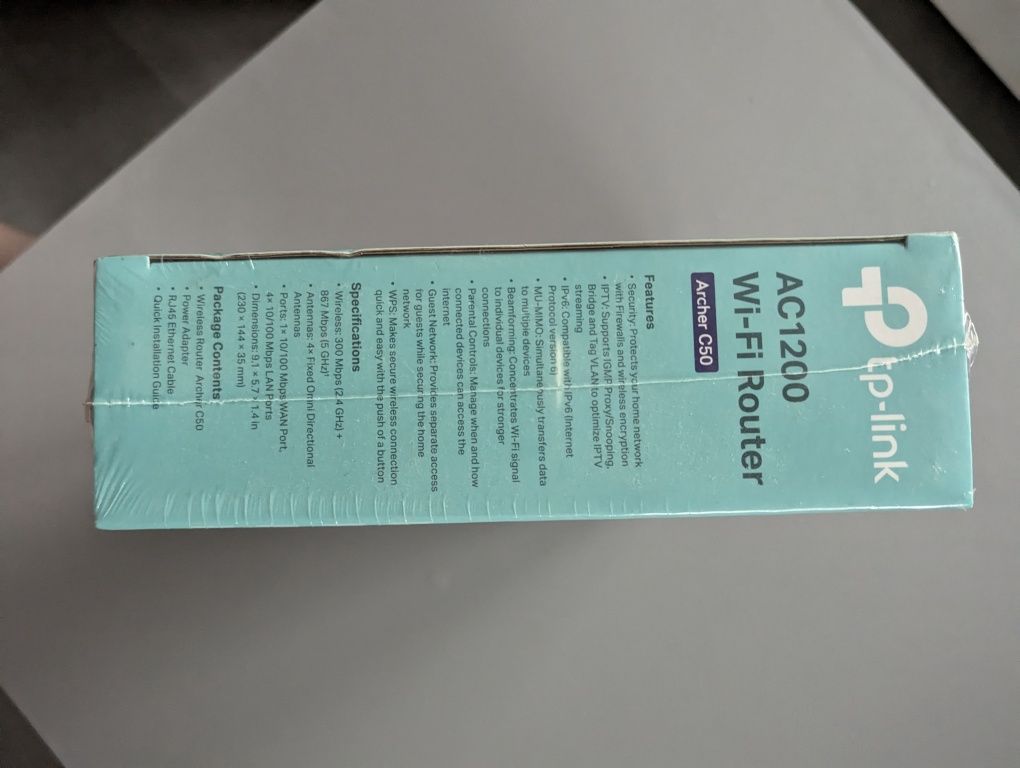 tp-link
AC1200
Wi-Fi Router
Archer C50
Features
• Security: Protects your home network
with Firewalls and wireless encryption
• IPTV: Supports IGMP Proxy/Snooping,
Bridge and Tag VLAN to optimize IPTV
streaming
• IPv6: Compatible with IPv6 (Internet
Protocol version 6)
• MU-MIMO: Simultaneously transfers data
to multiple devices
• Beamforming: Concentrates Wi-Fi signal
to individual devices for stronger
connections
• Parental Controls: Manage when and how
connected devices can access the
internet
• Guest Network: Provides separate access
for guests while securing the home
network
• WPS: Makes secure wireless connection
quick and easy with the push of a button
Specifications
• Wireless: 300 Mbps (2.4 GHz) +
867 Mbps (5 GHz)¹
• Antennas: 4× Fixed Omni Directional
Antennas
• Ports: 1× 10/100 Mbps WAN Port,
4× 10/100 Mbps LAN Ports
• Dimensions: 9.1 × 5.7 × 1.4 in
(230 × 144 × 35 mm)
Package Contents
• Wireless Router Archer C50
• Power Adapter
• RJ45 Ethernet Cable
• Quick Installation Guide